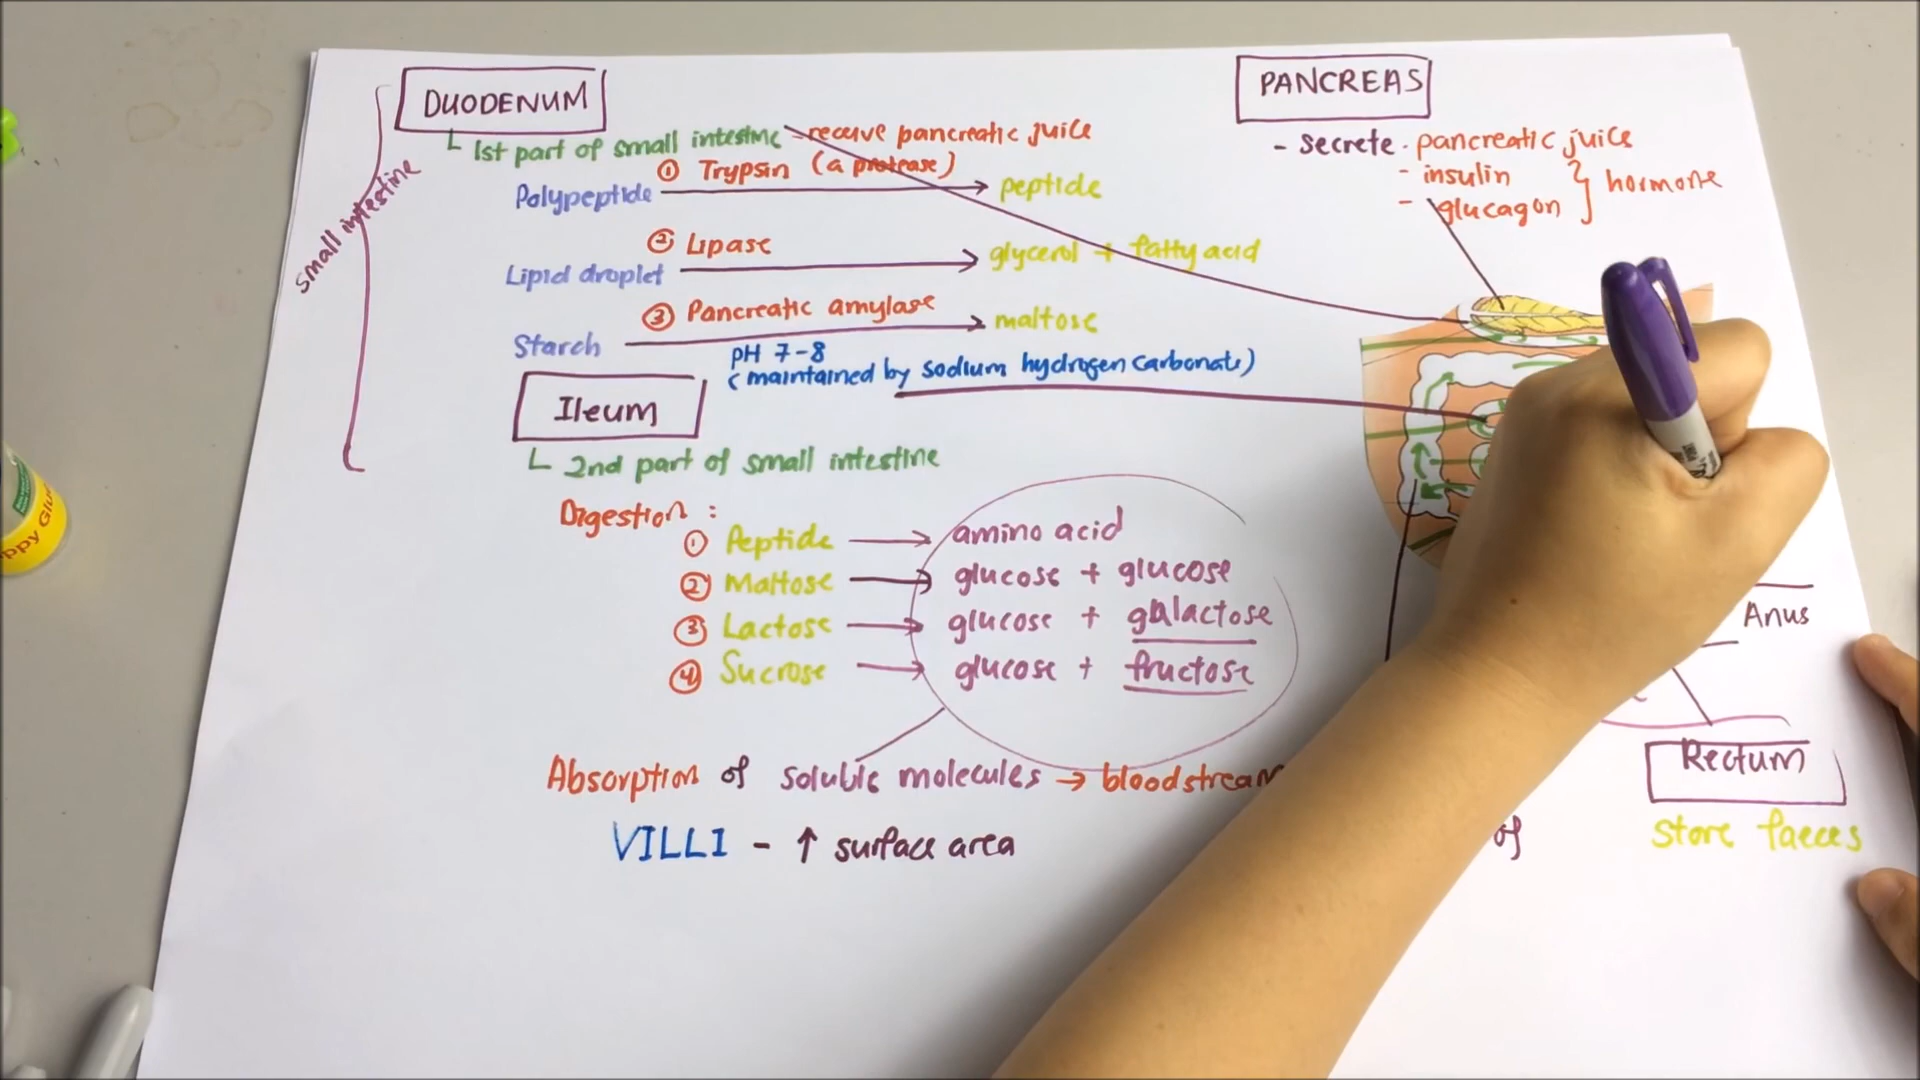 DUODENUM
1st part of small intestine - receive pancreatic juice
① Trypsin (a protease)
Polypeptide → peptide
② Lipase
Lipid droplet → glycerol + fatty acid
③ Pancreatic amylase
Starch → maltose
pH 7-8
(maintained by sodium hydrogen carbonate)
small intestine
Ileum
2nd part of small intestine
Digestion :
① Peptide → amino acid
② Maltose → glucose + glucose
③ Lactose → glucose + galactose
④ Sucrose → glucose + fructose
Absorption of soluble molecules → bloodstream
VILLI - ↑ surface area
PANCREAS
- secrete - pancreatic juice
- insulin
- glucagon } hormone
Anus
Rectum
Store faeces
of
ppy Glu